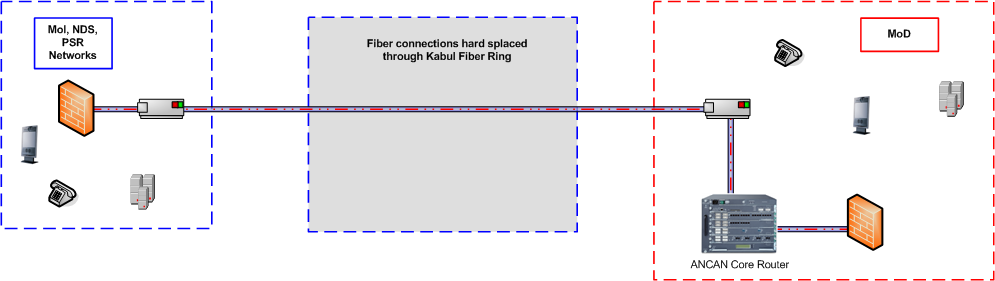 MoI, NDS,
PSR
Networks
Fiber connections hard splaced
through Kabul Fiber Ring
MoD
ANCAN Core Router